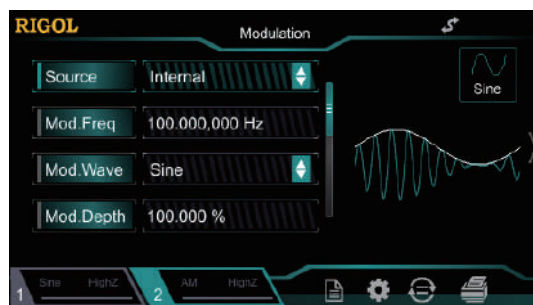 RIGOL
Modulation
Source Internal
Sine
Mod.Freq 100.000,000 Hz
Mod.Wave Sine
Mod.Depth 100.000 %
1 Sine HighZ 2 AM HighZ